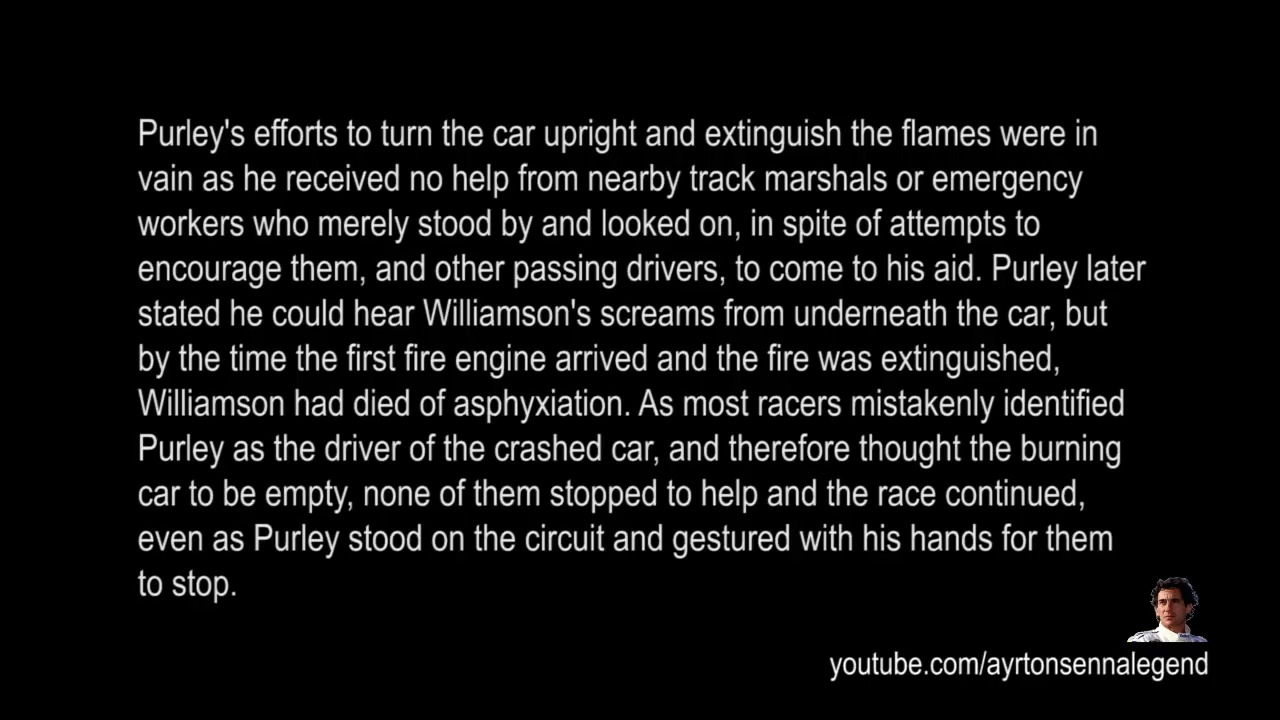 Purley's efforts to turn the car upright and extinguish the flames were in
vain as he received no help from nearby track marshals or emergency
workers who merely stood by and looked on, in spite of attempts to
encourage them, and other passing drivers, to come to his aid. Purley later
stated he could hear Williamson's screams from underneath the car, but
by the time the first fire engine arrived and the fire was extinguished,
Williamson had died of asphyxiation. As most racers mistakenly identified
Purley as the driver of the crashed car, and therefore thought the burning
car to be empty, none of them stopped to help and the race continued,
even as Purley stood on the circuit and gestured with his hands for them
to stop.
youtube.com/ayrtonsennalegend